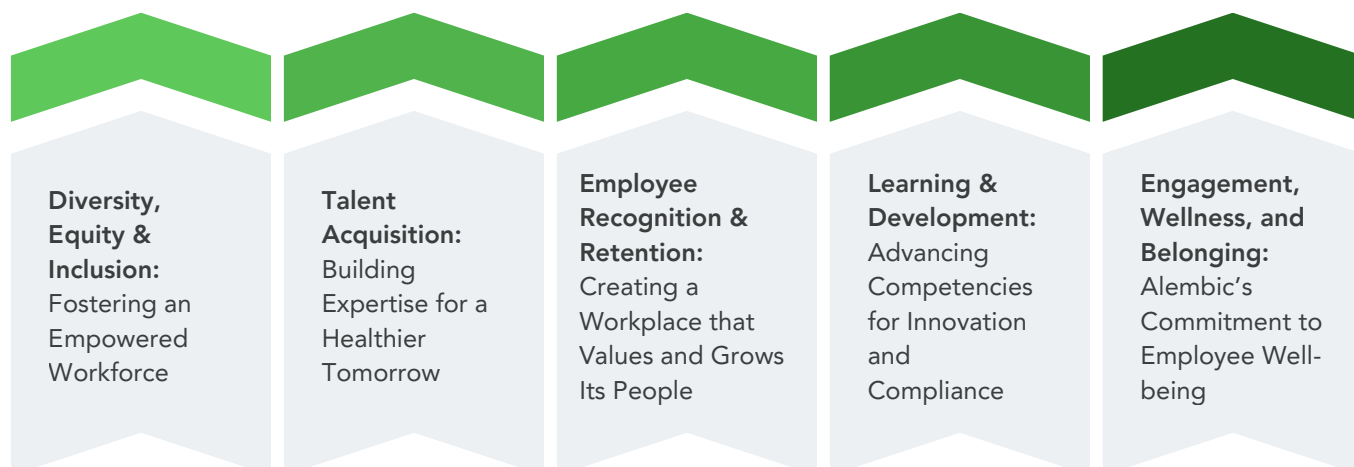 Diversity,
Equity &
Inclusion:
Fostering an
Empowered
Workforce
Talent
Acquisition:
Building
Expertise for a
Healthier
Tomorrow
Employee
Recognition &
Retention:
Creating a
Workplace that
Values and Grows
Its People
Learning &
Development:
Advancing
Competencies
for Innovation
and
Compliance
Engagement,
Wellness, and
Belonging:
Alembic’s
Commitment to
Employee Well-
being